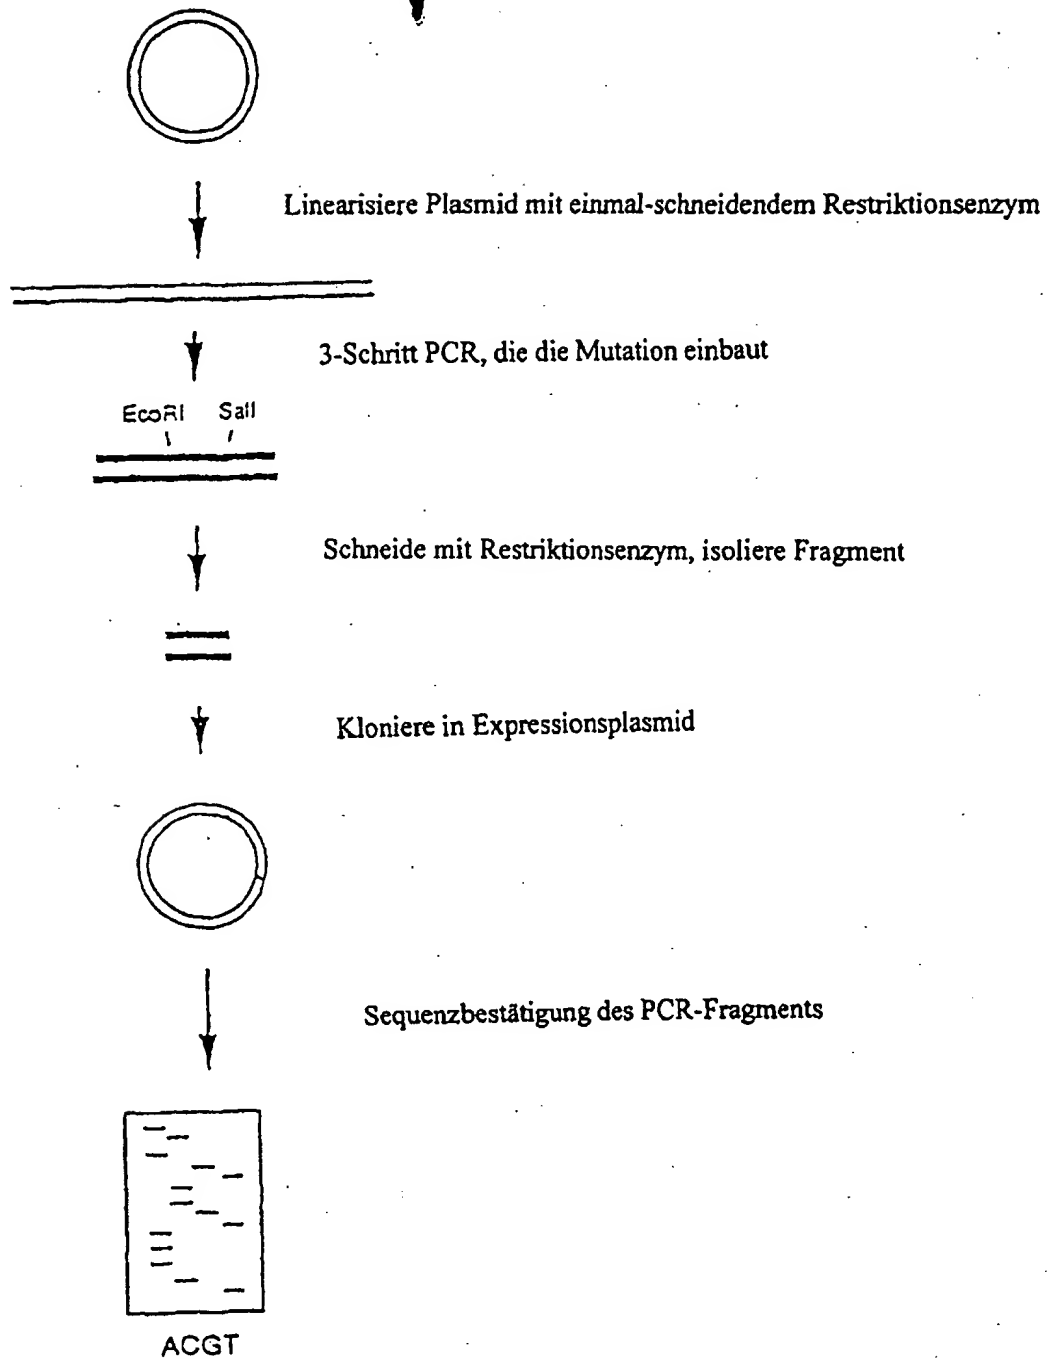 Linearisiere Plasmid mit einmal-schneidendem Restriktionsenzym
3-Schritt PCR, die die Mutation einbaut
EcoRI SalI
Schneide mit Restriktionsenzym, isoliere Fragment
Kloniere in Expressionsplasmid
Sequenzbestätigung des PCR-Fragments
ACGT